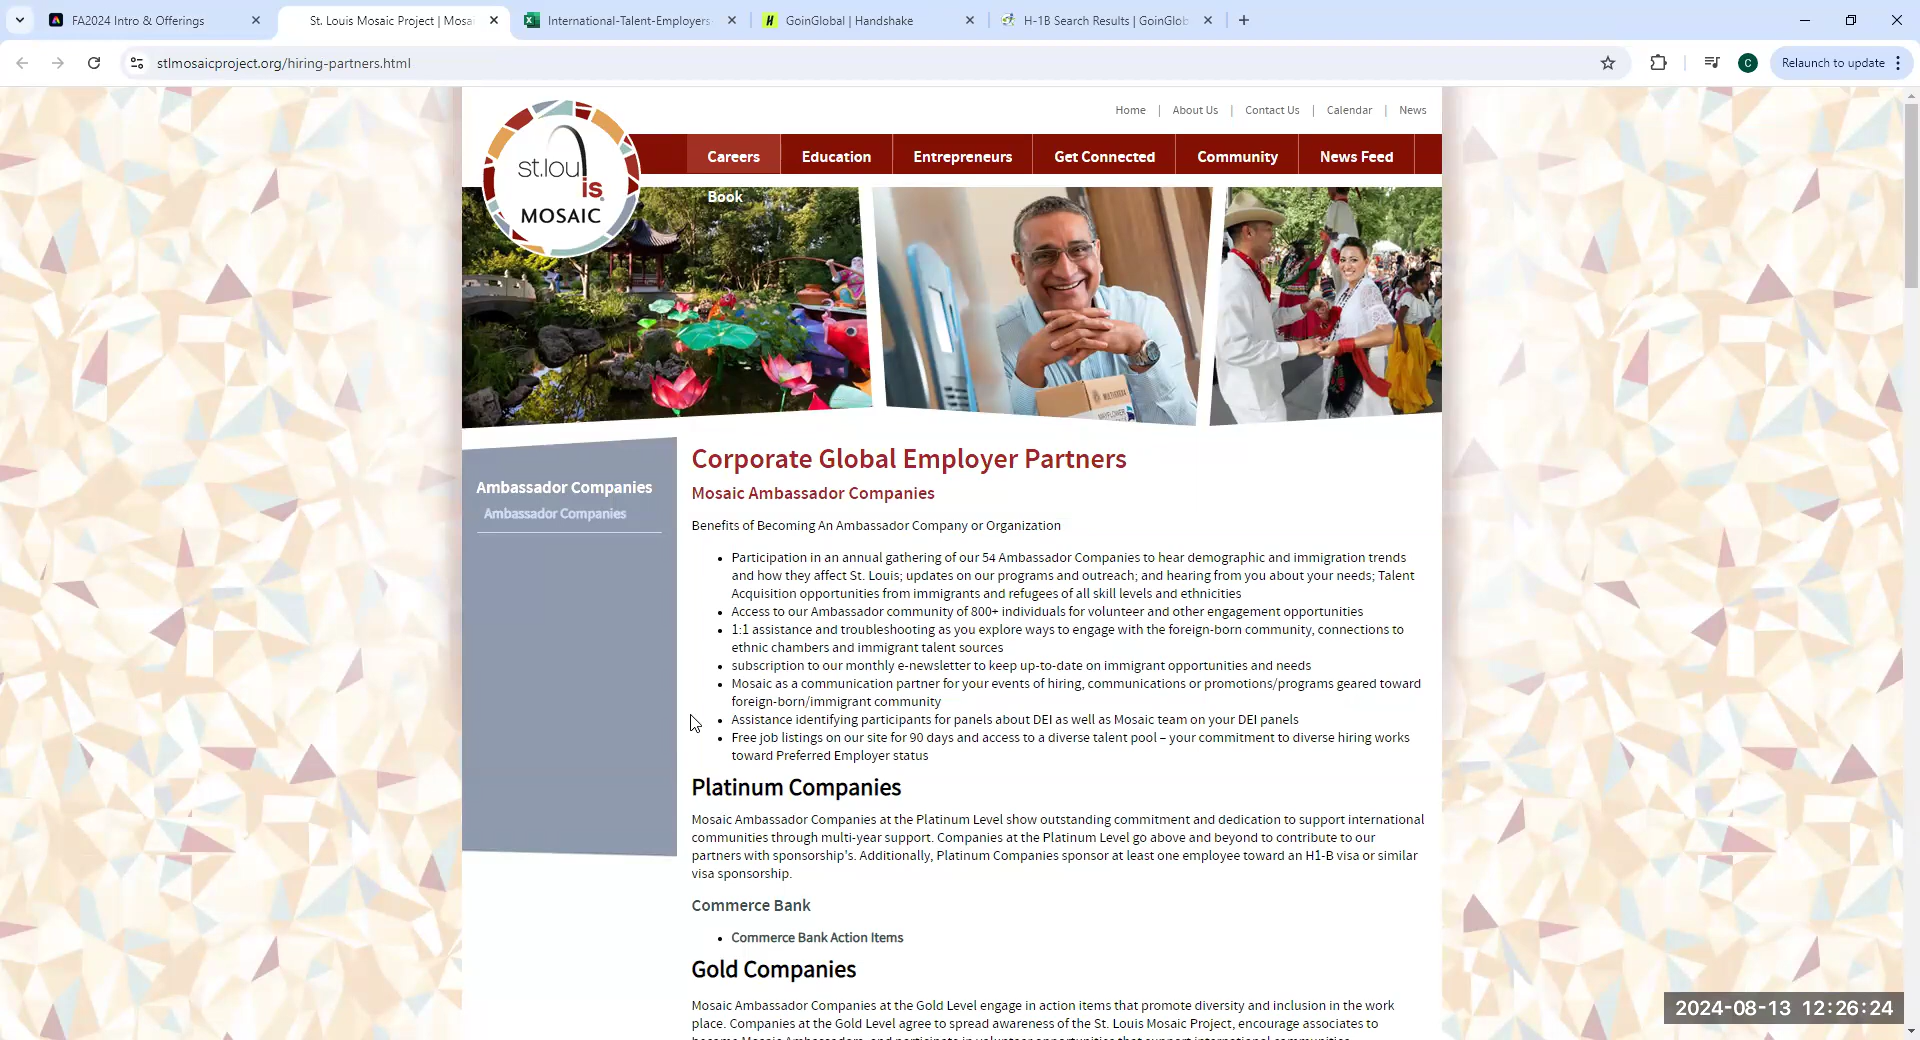 FA2024 Intro & Offerings
St. Louis Mosaic Project | Mosa
International-Talent-Employers-
GoinGlobal | Handshake
H-1B Search Results | GoinGlob
stlmosaicproject.org/hiring-partners.html
C
Relaunch to update
Home | About Us | Contact Us | Calendar | News
st.louis
MOSAIC
Careers Education Entrepreneurs Get Connected Community News Feed
Book
Ambassador Companies
Ambassador Companies
Corporate Global Employer Partners
Mosaic Ambassador Companies
Benefits of Becoming An Ambassador Company or Organization
• Participation in an annual gathering of our 54 Ambassador Companies to hear demographic and immigration trends
and how they affect St. Louis; updates on our programs and outreach; and hearing from you about your needs; Talent
Acquisition opportunities from immigrants and refugees of all skill levels and ethnicities
• Access to our Ambassador community of 800+ individuals for volunteer and other engagement opportunities
• 1:1 assistance and troubleshooting as you explore ways to engage with the foreign-born community, connections to
ethnic chambers and immigrant talent sources
• subscription to our monthly e-newsletter to keep up-to-date on immigrant opportunities and needs
• Mosaic as a communication partner for your events of hiring, communications or promotions/programs geared toward
foreign-born/immigrant community
• Assistance identifying participants for panels about DEI as well as Mosaic team on your DEI panels
• Free job listings on our site for 90 days and access to a diverse talent pool – your commitment to diverse hiring works
toward Preferred Employer status
Platinum Companies
Mosaic Ambassador Companies at the Platinum Level show outstanding commitment and dedication to support international
communities through multi-year support. Companies at the Platinum Level go above and beyond to contribute to our
partners with sponsorship's. Additionally, Platinum Companies sponsor at least one employee toward an H1-B visa or similar
visa sponsorship.
Commerce Bank
• Commerce Bank Action Items
Gold Companies
Mosaic Ambassador Companies at the Gold Level engage in action items that promote diversity and inclusion in the work
place. Companies at the Gold Level agree to spread awareness of the St. Louis Mosaic Project, encourage associates to
2024-08-13 12:26:24